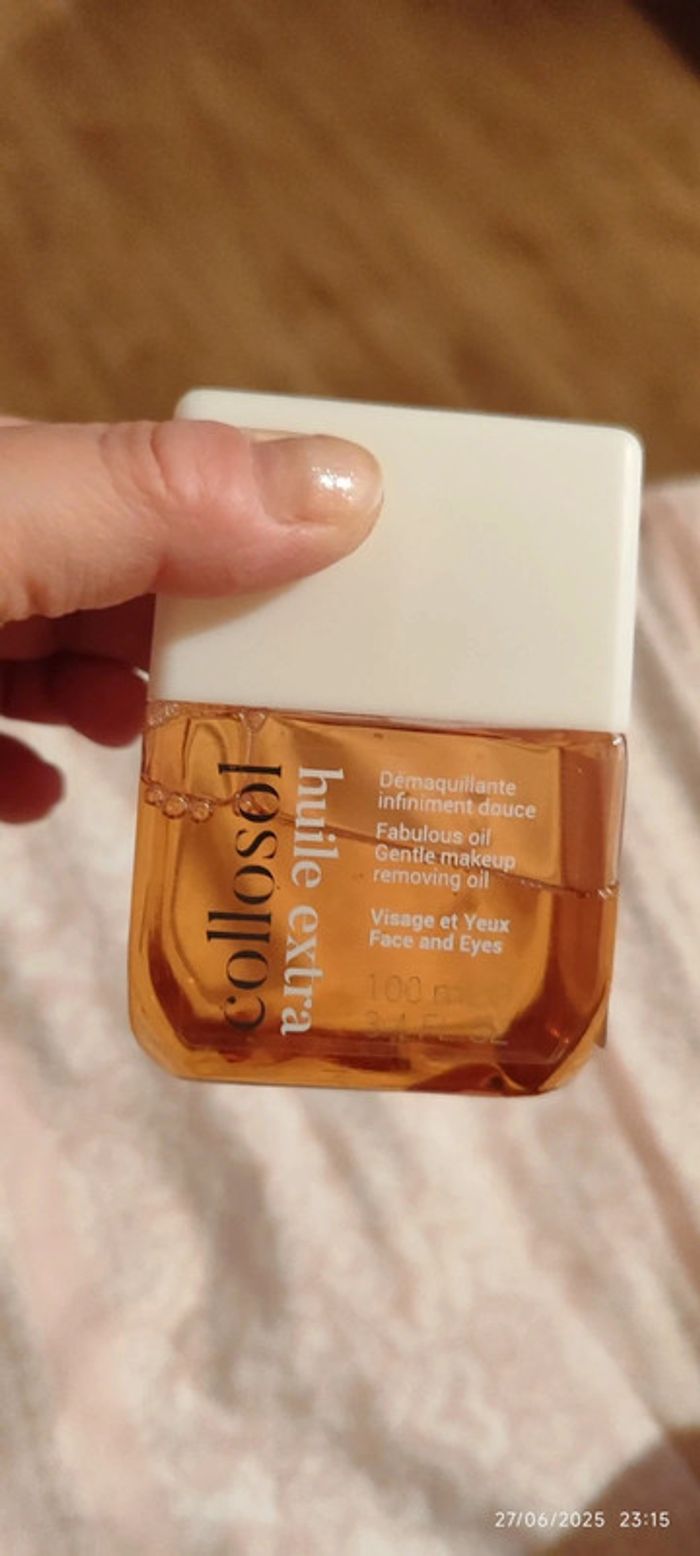 collosol
huile extra
Démaquillante
infiniment douce
Fabulous oil
Gentle makeup
removing oil
Visage et Yeux
Face and Eyes
100
27/06/2025 23:15